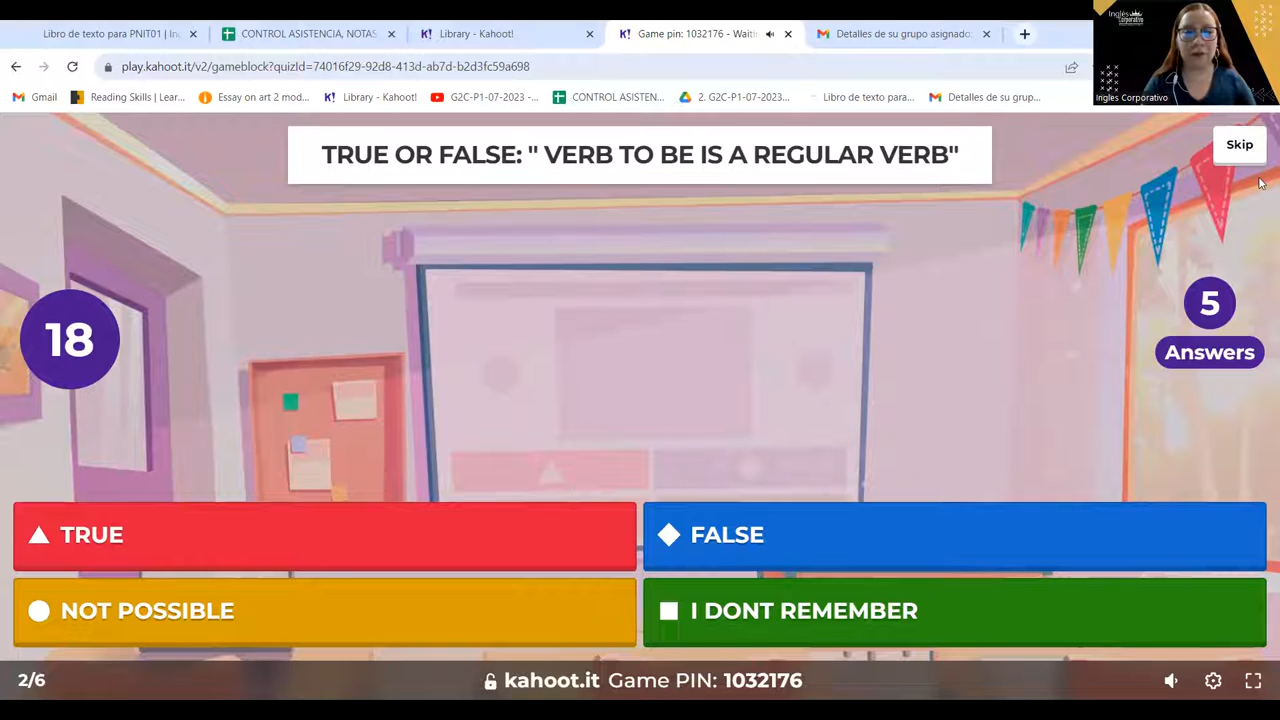 Libro de texto para PNIT01 | In
CONTROL ASISTENCIA, NOTAS
Library - Kahoot!
Game pin: 1032176 - Waiti
Detalles de su grupo asignado:
play.kahoot.it/v2/gameblock?quizId=74016f29-92d8-413d-ab7d-b2d3fc59a698
Gmail
Reading Skills | Lear...
Essay on art 2 mod...
Library - Kahoot!
G2C-P1-07-2023 -...
CONTROL ASISTEN...
2. G2C-P1-07-2023...
Libro de texto para...
Detalles de su grup...
Inglés
Corporativo
Ingles Corporativo
TRUE OR FALSE: " VERB TO BE IS A REGULAR VERB"
Skip
18
5
Answers
TRUE
FALSE
NOT POSSIBLE
I DONT REMEMBER
2/6
kahoot.it Game PIN: 1032176